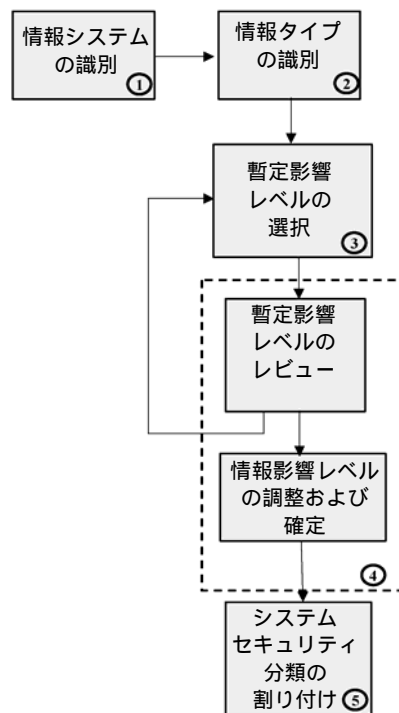 情報システム
の識別
①
情報タイプ
の識別
②
暫定影響
レベルの
選択
③
暫定影響
レベルの
レビュー
情報影響レベル
の調整および
確定
④
システム
セキュリティ
分類の
割り付け
⑤